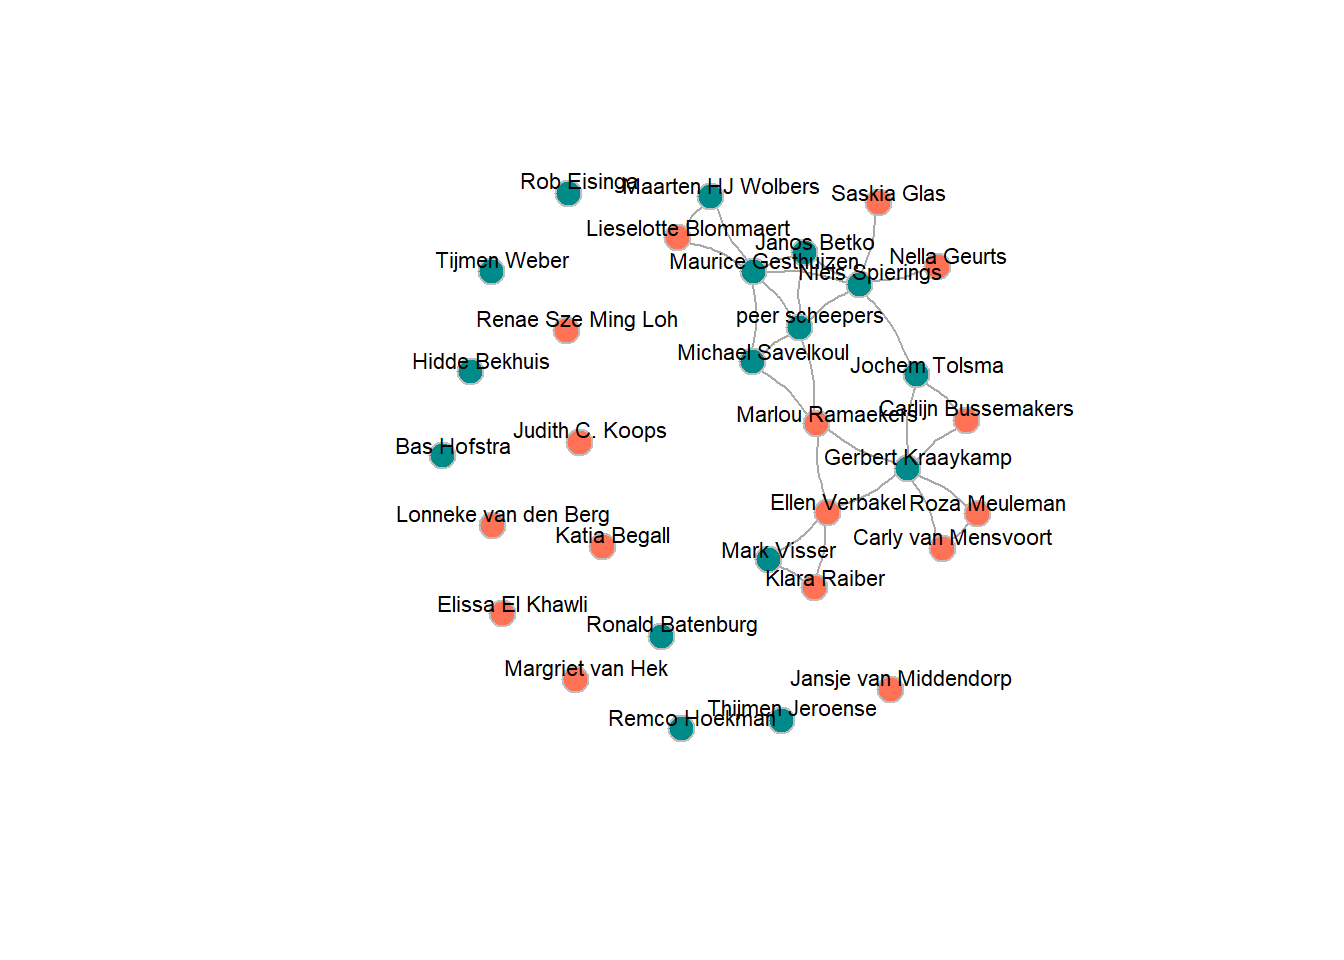 Rob Eisinga
Maarten HJ Wolbers
Saskia Glas
Lieselotte Blommaert
Janos Betko
Nella Geurts
Tijmen Weber
Maurice Gesthuizen
Niels Spierings
Renae Sze Ming Loh
peer scheepers
Hidde Bekhuis
Michael Savelkoul
Jochem Tolsma
Marlou Ramaekers
Carlijn Bussemakers
Judith C. Koops
Bas Hofstra
Gerbert Kraaykamp
Ellen Verbakel
Roza Meuleman
Lonneke van den Berg
Katia Begall
Carly van Mensvoort
Mark Visser
Klara Raiber
Elissa El Khawli
Ronald Batenburg
Margriet van Hek
Jansje van Middendorp
Thijmen Jeroense
Remco Hoekman